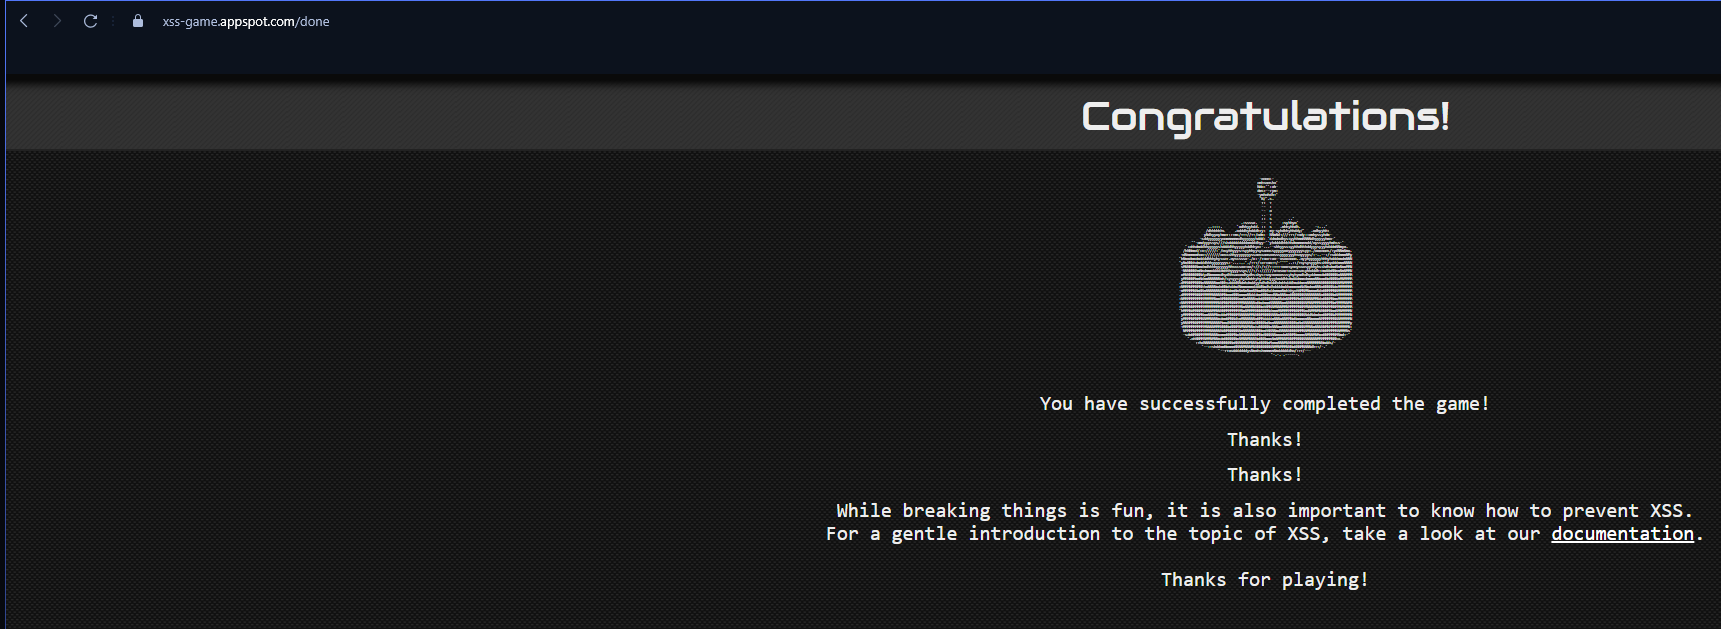 xss-game.appspot.com/done
Congratulations!
You have successfully completed the game!
Thanks!
Thanks!
While breaking things is fun, it is also important to know how to prevent XSS.
For a gentle introduction to the topic of XSS, take a look at our documentation.
Thanks for playing!